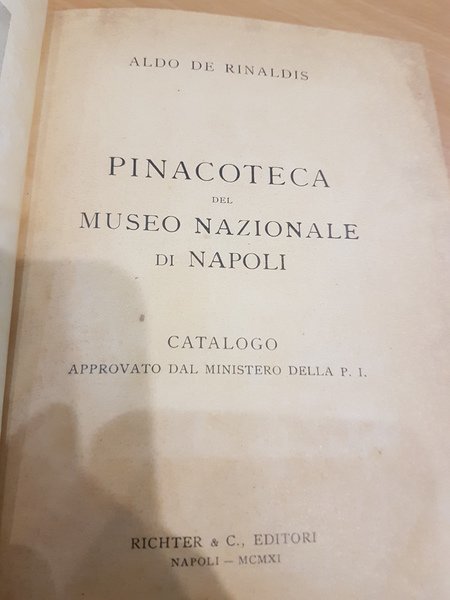 ALDO DE RINALDIS
PINACOTECA
DEL
MUSEO NAZIONALE
DI NAPOLI
CATALOGO
APPROVATO DAL MINISTERO DELLA P. I.
RICHTER & C., EDITORI
NAPOLI — MCMXI